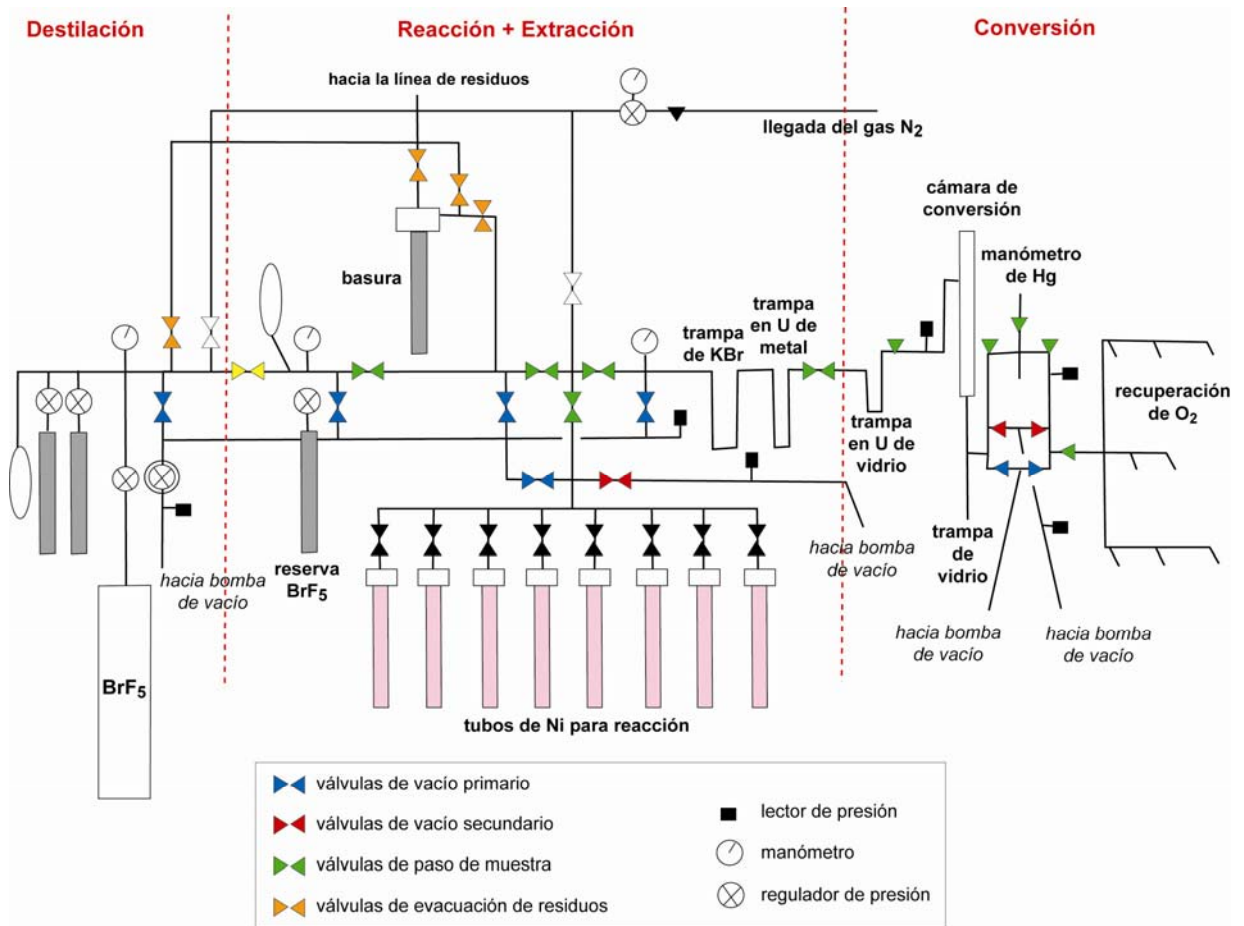 Destilación
Reacción + Extracción
Conversión
hacia la línea de residuos
llegada del gas N2
cámara de
conversión
basura
manómetro
de Hg
trampa
en U de
metal
trampa
de KBr
recuperación
de O2
trampa
en U de
vidrio
hacia bomba
de vacío
reserva
BrF5
hacia bomba
de vacío
trampa
de
vidrio
hacia bomba
de vacío
hacia bomba
de vacío
BrF5
tubos de Ni para reacción
válvulas de vacío primario
válvulas de vacío secundario
válvulas de paso de muestra
válvulas de evacuación de residuos
lector de presión
manómetro
regulador de presión